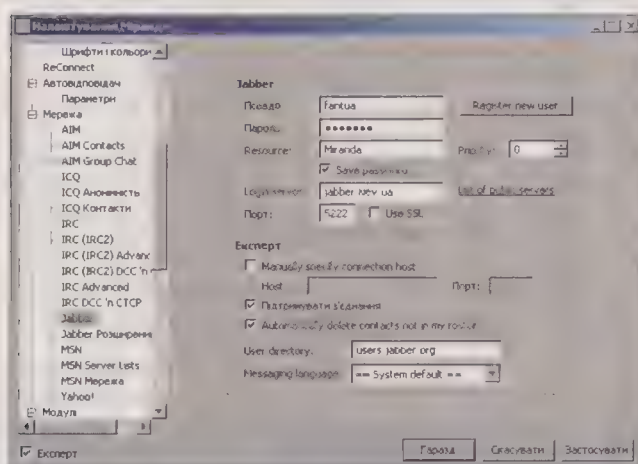 Налаштування Міранди
Шрифти і кольори
ReConnect
Автовідповідач
Параметри
Мережа
AIM
AIM Contacts
AIM Group Chat
ICQ
ICQ Анонимність
ICQ Контакти
IRC
IRC (IRC2)
IRC (IRC2) Advanc
IRC (IRC2) DCC 'n
IRC Advanced
IRC DCC 'n CTCP
Jabber
Jabber Розширення
MSN
MSN Server Lists
MSN Мережа
Yahoo!
Модул
Експерт
Jabber
Псевдо
Fantua
Register new user
Пароль:
Resource:
Miranda
Priority:
0
Save password
Login server:
jabber.kiev.ua
List of public servers
Порт:
5222
Use SSL
Експерт
Manually specify connection host
Host
Порт:
Підтримувати з'єднання
Automatically delete contacts not in my roster
User directory:
users.jabber.org
Messaging language:
== System default ==
Гаразд
Скасувати
Застосувати